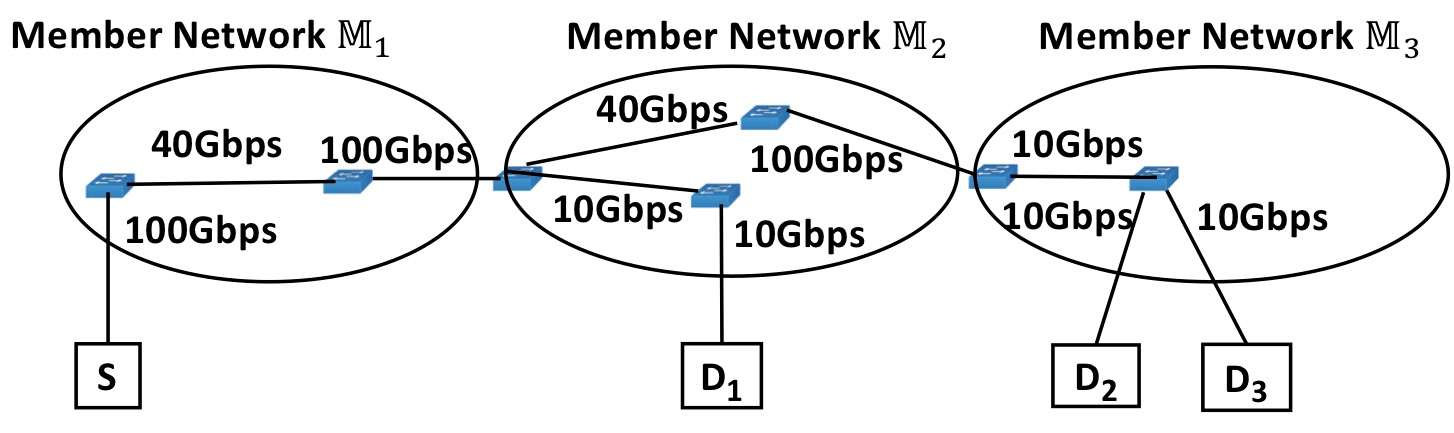 Member Network 𝕄₁
Member Network 𝕄₂
Member Network 𝕄₃
40Gbps
100Gbps
100Gbps
40Gbps
100Gbps
10Gbps
10Gbps
10Gbps
10Gbps
10Gbps
S
D₁
D₂
D₃